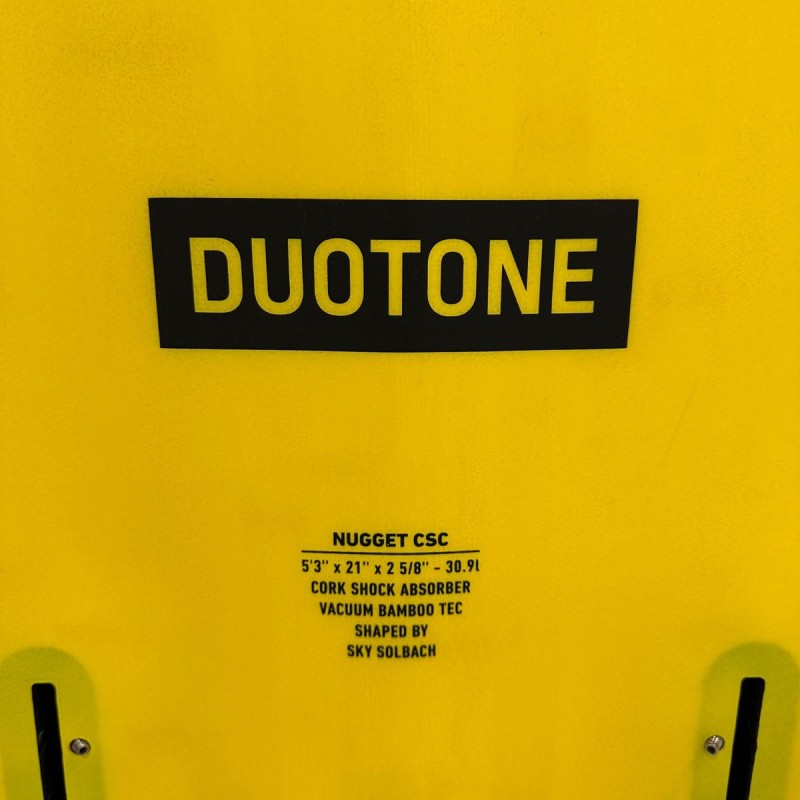 DUOTONE
NUGGET CSC
5'3" x 21" x 2 5/8" - 30.9l
CORK SHOCK ABSORBER
VACUUM BAMBOO TEC
SHAPED BY
SKY SOLBACH